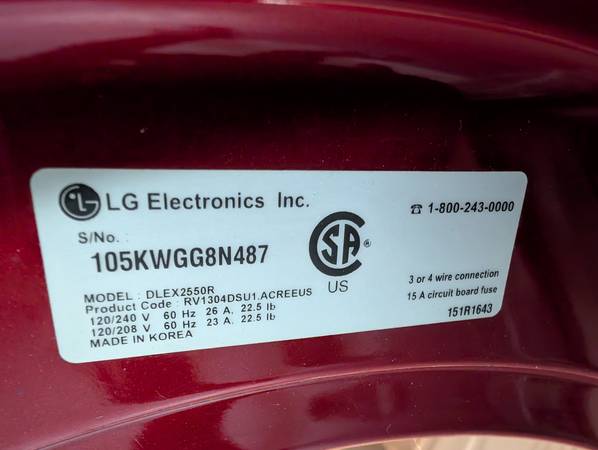 LG Electronics Inc.
☎ 1-800-243-0000
S/No. :
105KWGG8N487
CSA
US
MODEL : DLEX2550R
Product Code : RV1304DSU1.ACREEUS
120/240 V 60 Hz 26 A. 22.5 lb
120/208 V 60 Hz 23 A. 22.5 lb
MADE IN KOREA
3 or 4 wire connection
15 A circuit board fuse
151R1643